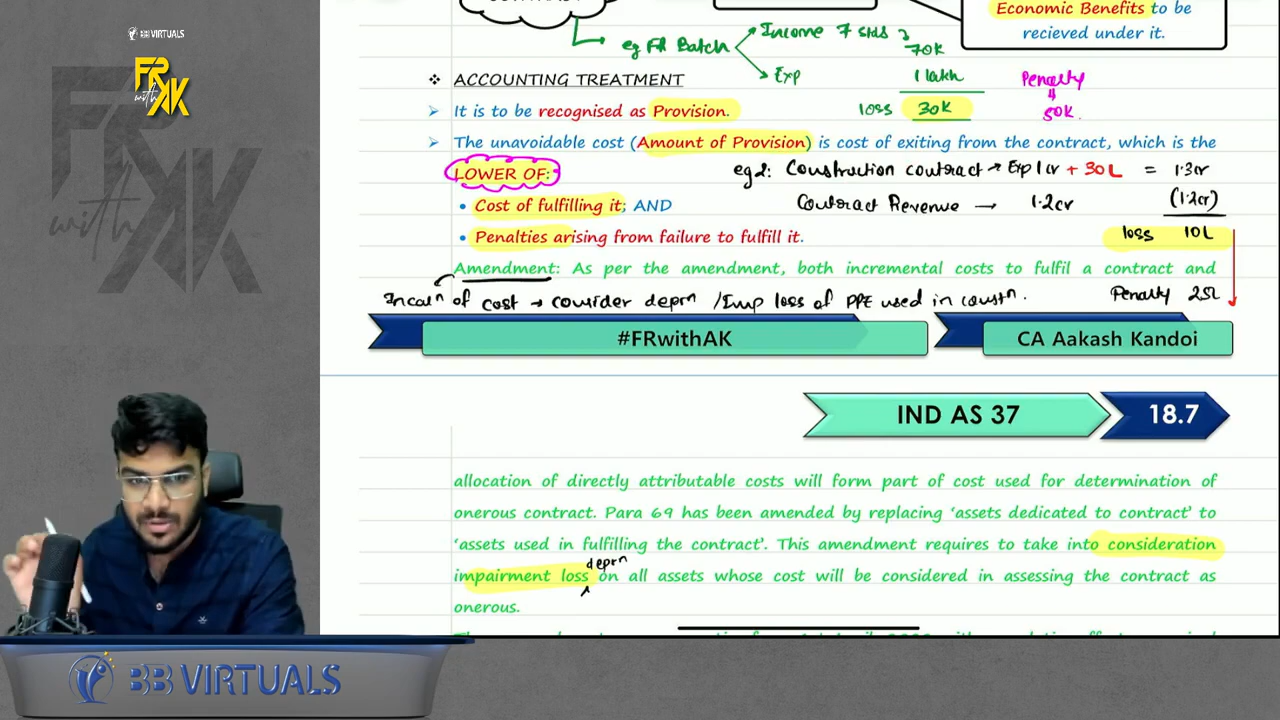 BB VIRTUALS
FR
with
AK
CONTRACT
Economic Benefits to be
recieved under it.
eg FR Batch
Income 7 stds
70K
Exp 1 lakh
loss 30K
Penalty
50K
❖ ACCOUNTING TREATMENT
➢ It is to be recognised as Provision.
➢ The unavoidable cost (Amount of Provision) is cost of exiting from the contract, which is the
LOWER OF:
• Cost of fulfilling it; AND
• Penalties arising from failure to fulfill it.
eg 2: Construction contract → Exp 1cr + 30L = 1.3cr
Contract Revenue → 1.2cr (1.2cr)
loss 10L
Penalty 25L
Amendment: As per the amendment, both incremental costs to fulfil a contract and
In caln of cost → consider deprn / Imp loss of PPE used in constn.
#FRwithAK
CA Aakash Kandoi
IND AS 37
18.7
allocation of directly attributable costs will form part of cost used for determination of
onerous contract. Para 69 has been amended by replacing ‘assets dedicated to contract’ to
‘assets used in fulfilling the contract’. This amendment requires to take into consideration
deprn
impairment loss on all assets whose cost will be considered in assessing the contract as
onerous.
BB VIRTUALS